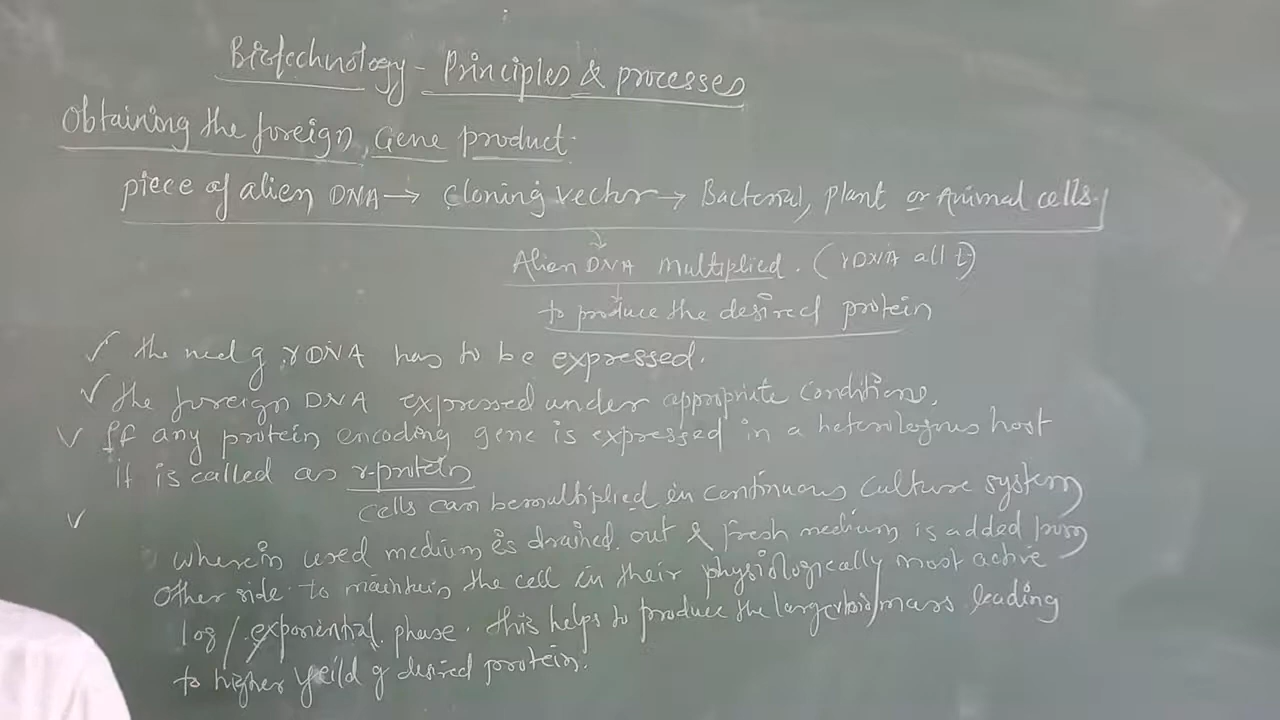 Biotechnology - Principles & processes
Obtaining the foreign Gene product.
piece of alien DNA → Cloning vector → Bacterial, plant or Animal cells.
Alien DNA multiplied. (rDNA
to produce the desired protein
✓ the need of rDNA has to be expressed.
✓ the foreign DNA expressed under appropriate conditions.
✓ If any protein encoding gene is expressed in a heterologous host
it is called as r-protein
✓ cells can be multiplied in continuous culture system
wherein used medium is drained out & fresh medium is added from
other side to maintain the cell in their physiologically most active
log/exponential phase. this helps to produce the larger bio/mass leading
to higher yeild of desired protein.